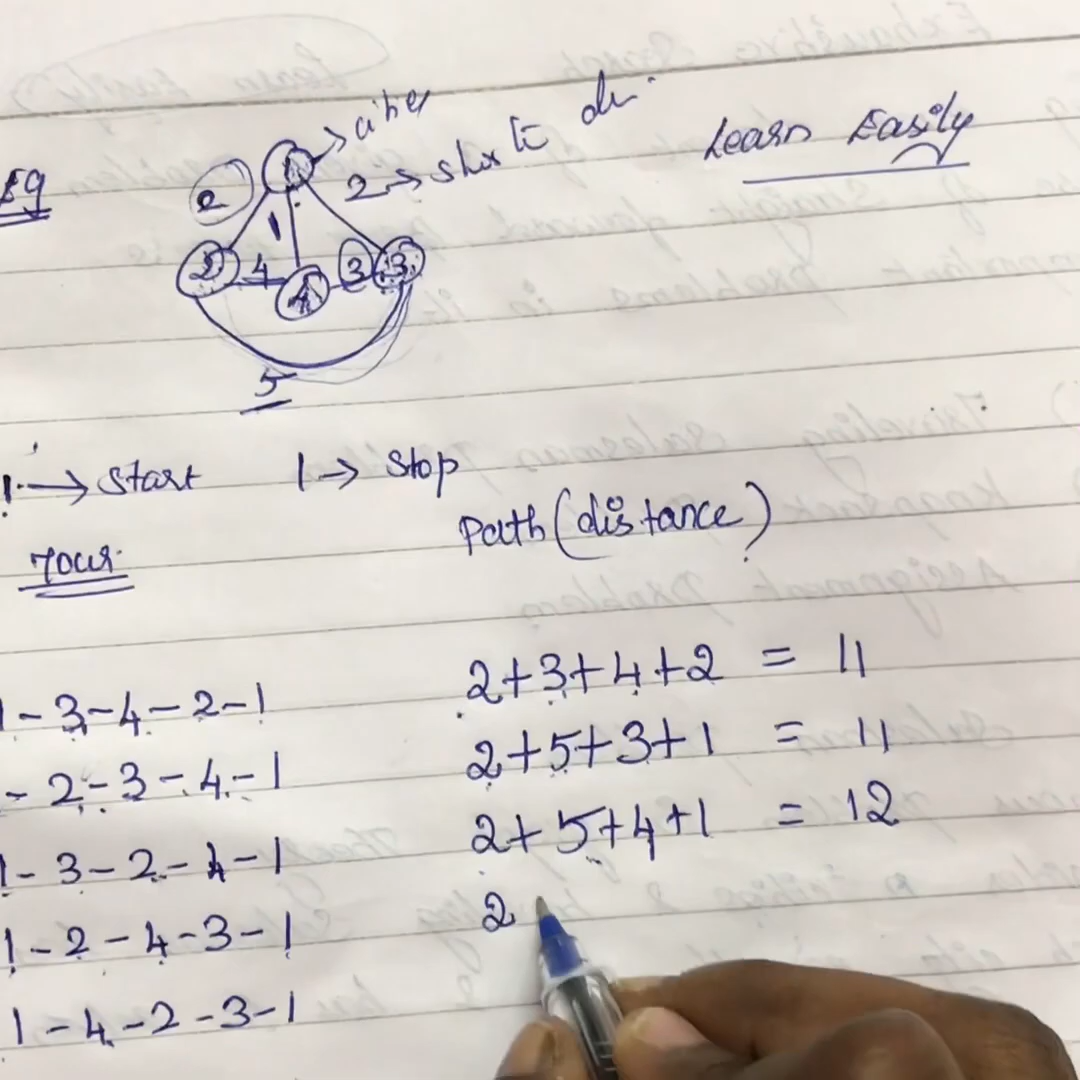 Eg
Learn Easily
2
1
2 4 4 3 3
5
1 → Start 1 → Stop
Tour
Path (distance)
1 - 3 - 4 - 2 - 1 2 + 3 + 4 + 2 = 11
- 2 - 3 - 4 - 1 2 + 5 + 3 + 1 = 11
1 - 3 - 2 - 4 - 1 2 + 5 + 4 + 1 = 12
1 - 2 - 4 - 3 - 1 2
1 - 4 - 2 - 3 - 1